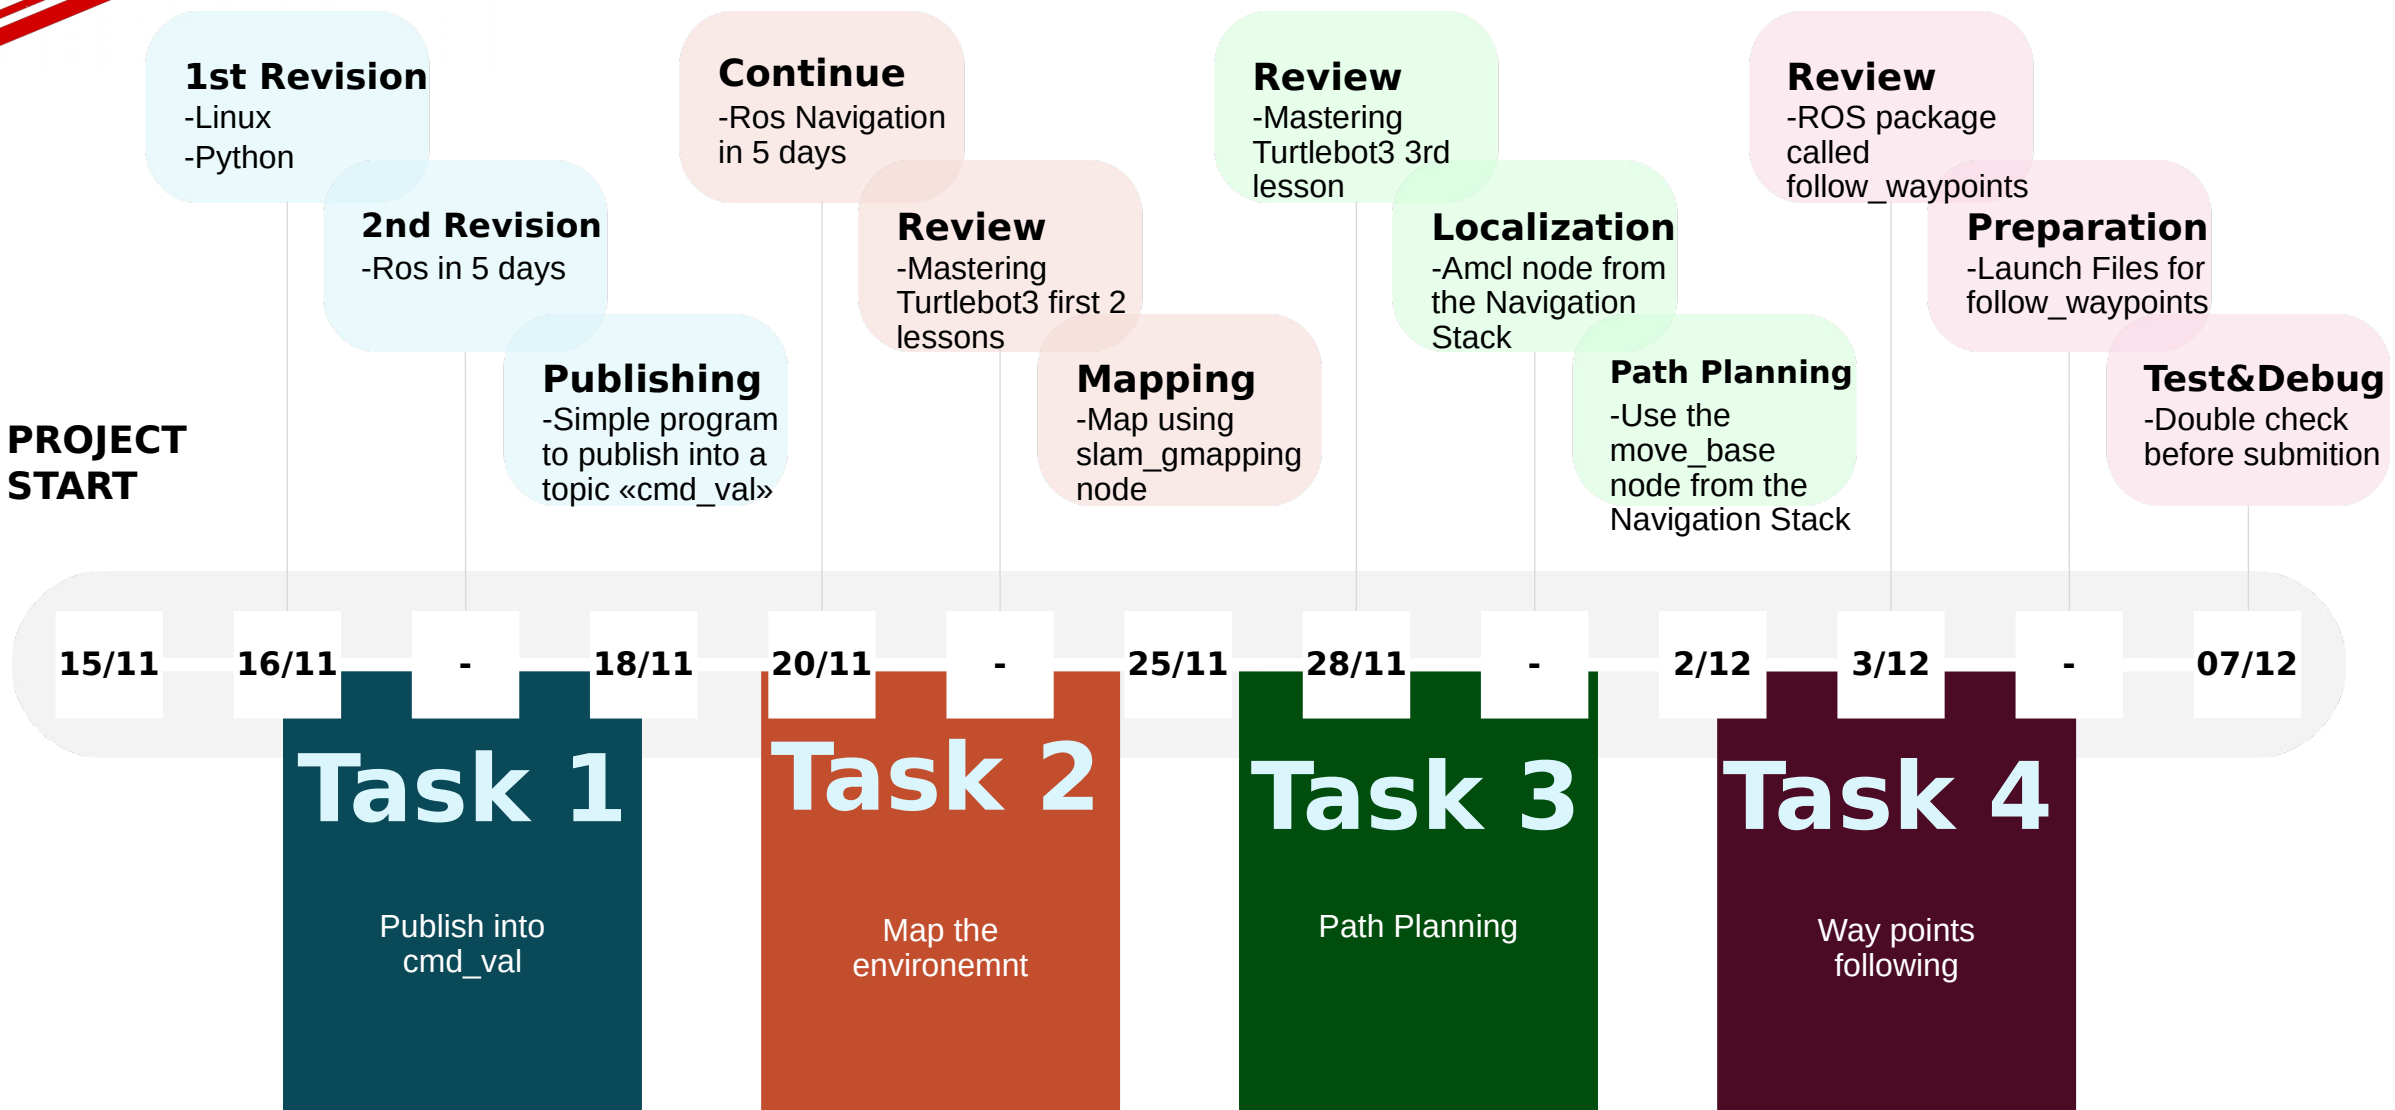 1st Revision
-Linux
-Python
2nd Revision
-Ros in 5 days
Publishing
-Simple program
to publish into a
topic «cmd_val»
Continue
-Ros Navigation
in 5 days
Review
-Mastering
Turtlebot3 first 2
lessons
Mapping
-Map using
slam_gmapping
node
Review
-Mastering
Turtlebot3 3rd
lesson
Localization
-Amcl node from
the Navigation
Stack
Path Planning
-Use the
move_base
node from the
Navigation Stack
Review
-ROS package
called
follow_waypoints
Preparation
-Launch Files for
follow_waypoints
Test&Debug
-Double check
before submition
PROJECT
START
15/11
16/11
-
18/11
20/11
-
25/11
28/11
-
2/12
3/12
-
07/12
Task 1
Publish into
cmd_val
Task 2
Map the
environemnt
Task 3
Path Planning
Task 4
Way points
following